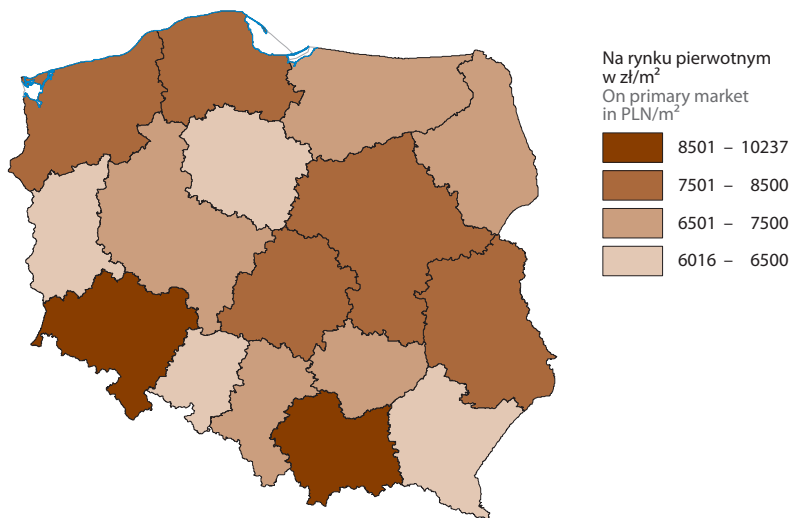 Na rynku pierwotnym
w zł/m²
On primary market
in PLN/m²
8501 – 10237
7501 – 8500
6501 – 7500
6016 – 6500